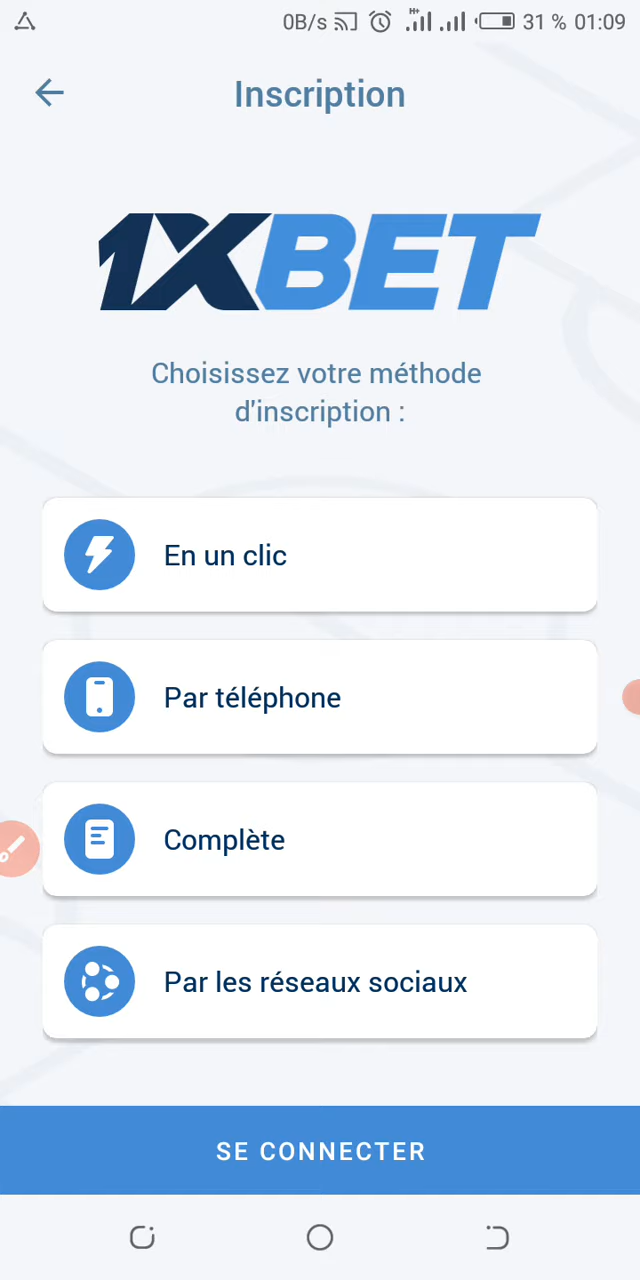 0B/s H+ 31 % 01:09
Inscription
1XBET
Choisissez votre méthode
d'inscription :
En un clic
Par téléphone
Complète
Par les réseaux sociaux
SE CONNECTER